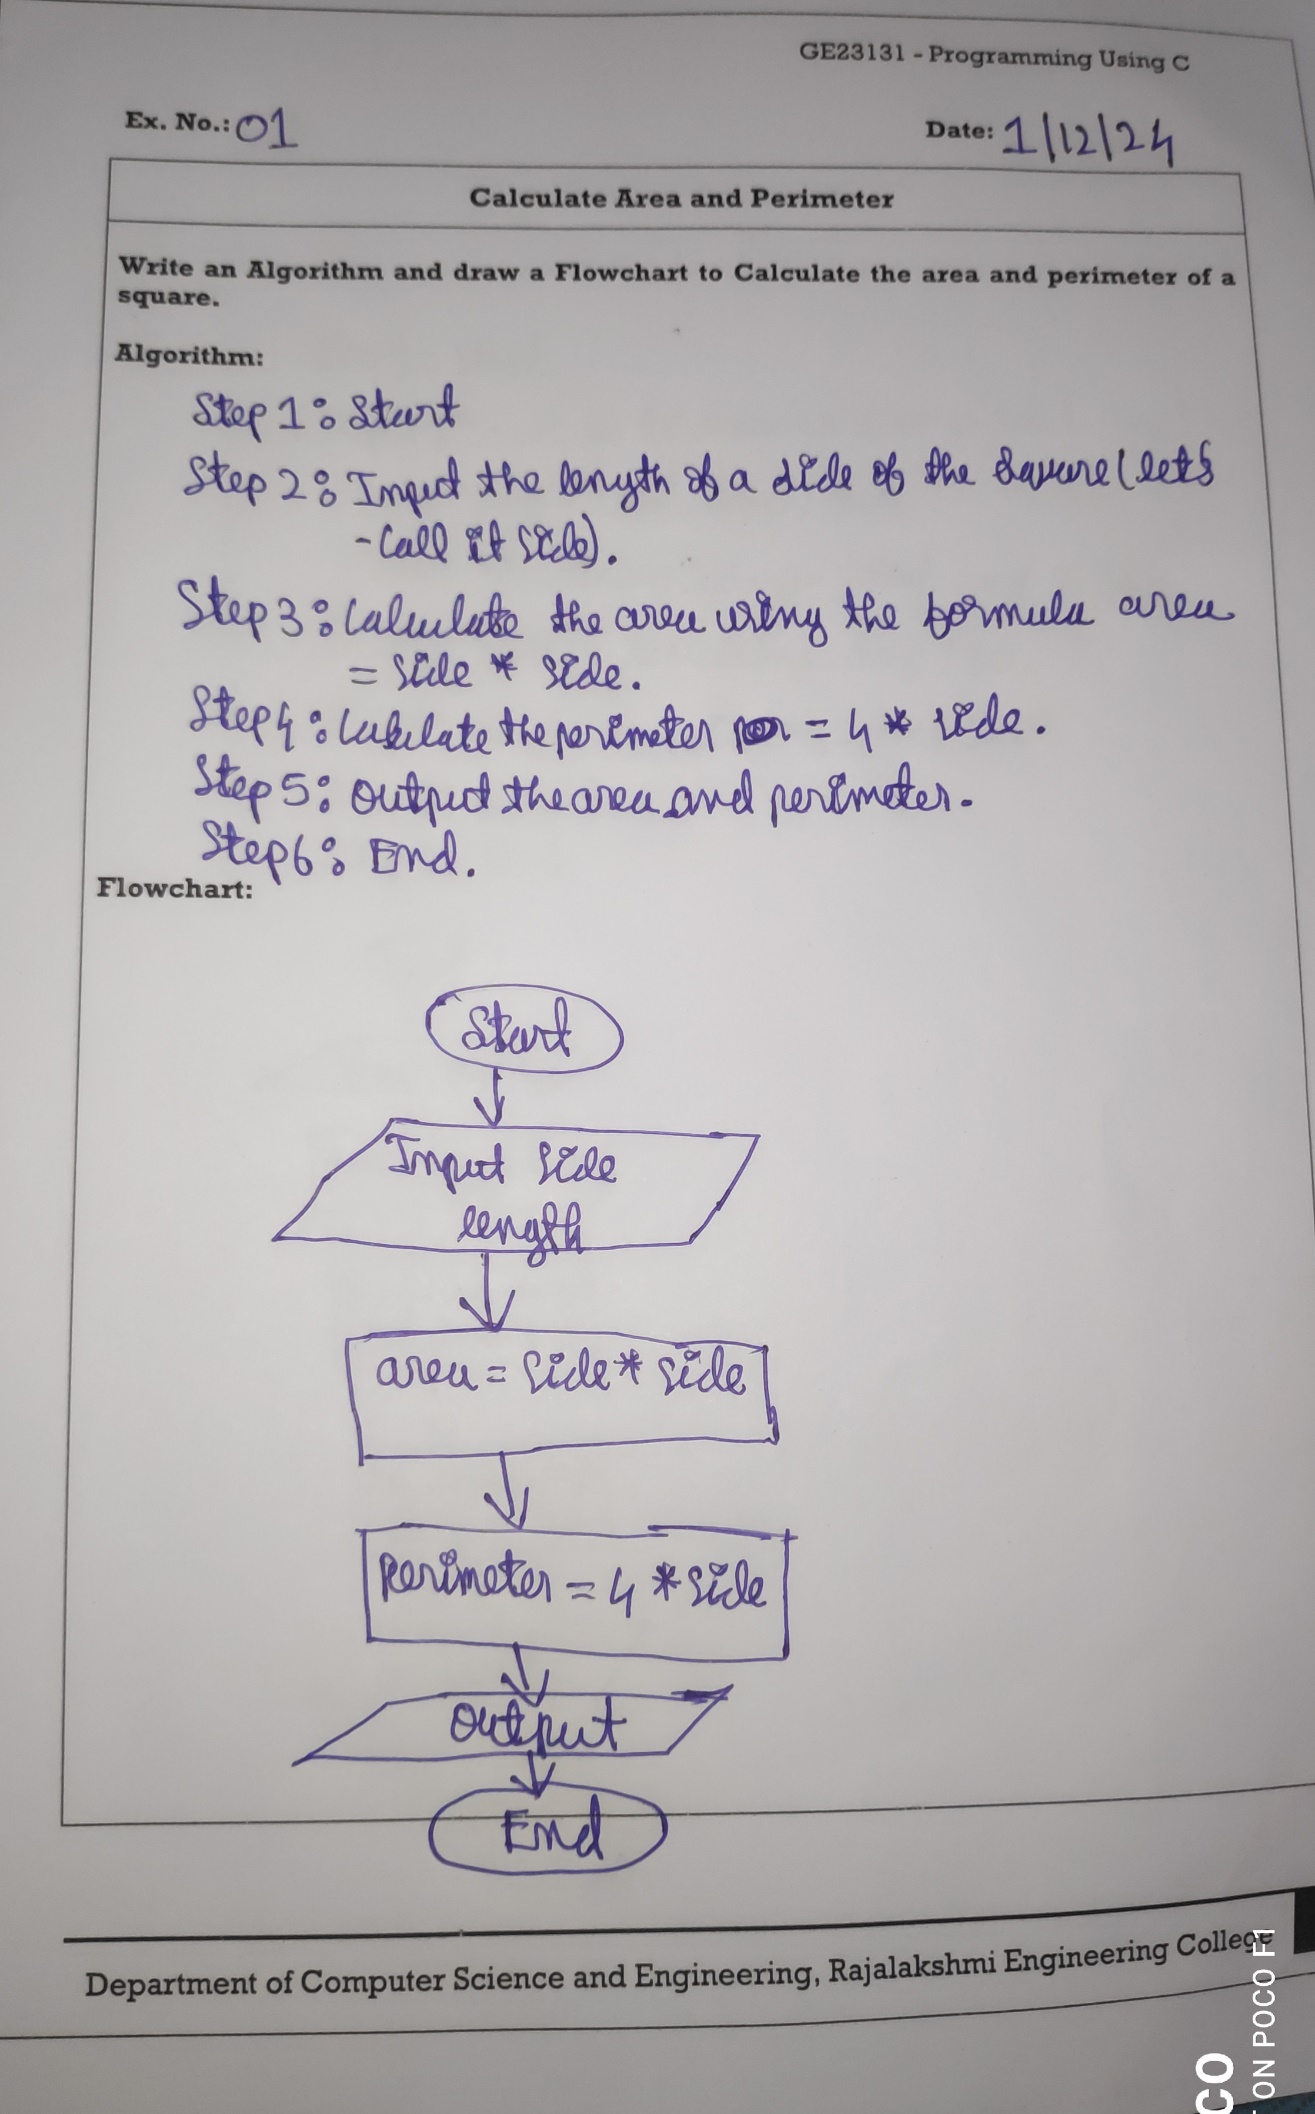 GE23131 - Programming Using C
Ex. No.: 01
Date: 1/12/24
Calculate Area and Perimeter
Write an Algorithm and draw a Flowchart to Calculate the area and perimeter of a
square.
Algorithm:
Step 1: Start
Step 2: Input the length of a side of the square (lets
- Call it side).
Step 3: Calculate the area using the formula area
= side * side.
Step 4: Calculate the perimeter = 4 * side.
Step 5: Output the area and perimeter.
Step 6: End.
Flowchart:
Start
Input side
length
area = side * side
Perimeter = 4 * side
Output
End
Department of Computer Science and Engineering, Rajalakshmi Engineering College
CO
ON POCO F1